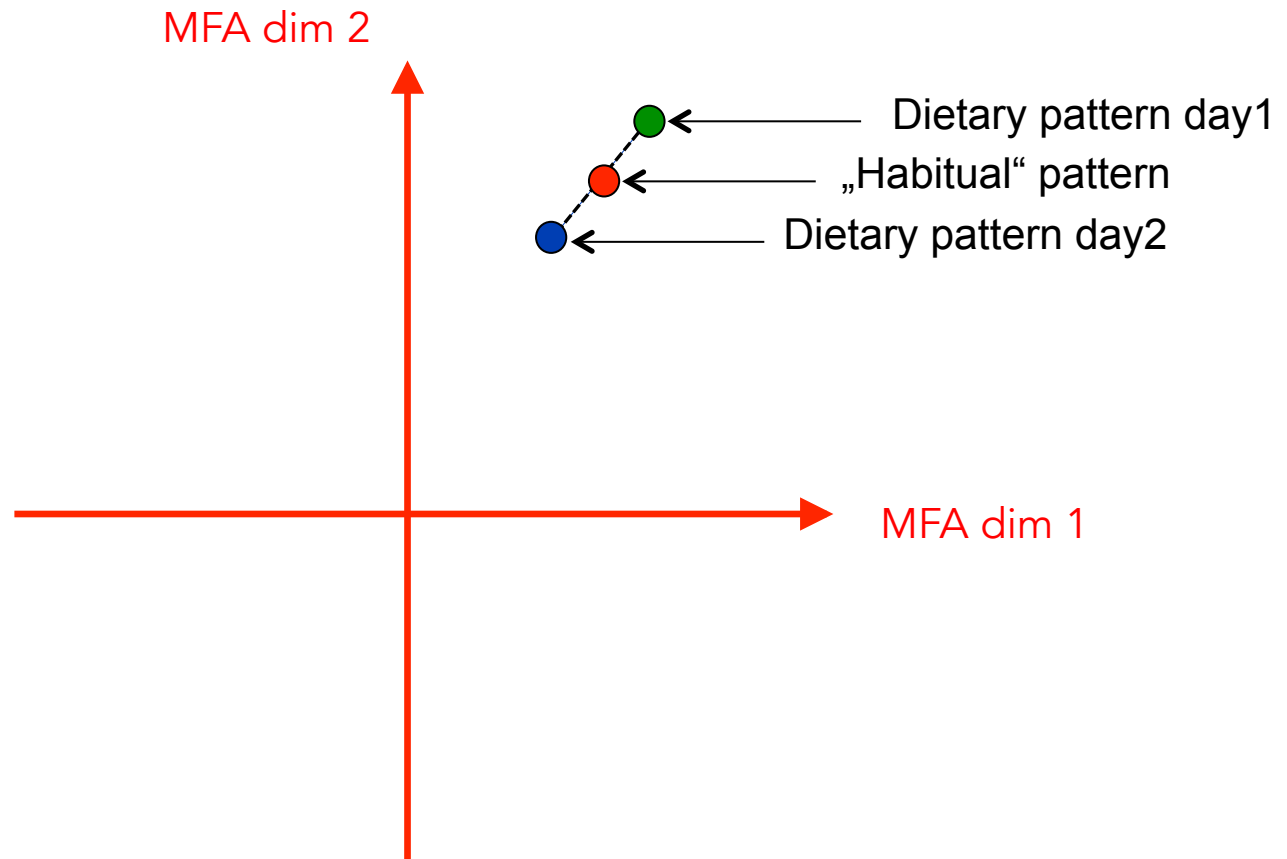 MFA dim 2
Dietary pattern day1
„Habitual“ pattern
Dietary pattern day2
MFA dim 1